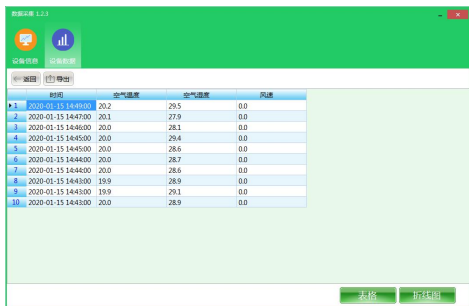 数据采集 1.2.1
设备信息 设备数据
返回 导出
时间 空气温度 空气湿度 风速
1 2020-01-15 14:49:00 20.2 29.5 0.0
2 2020-01-15 14:47:00 20.1 27.9 0.0
3 2020-01-15 14:46:00 20.0 28.1 0.0
4 2020-01-15 14:45:00 20.0 29.4 0.0
5 2020-01-15 14:45:00 20.0 28.6 0.0
6 2020-01-15 14:44:00 20.0 28.7 0.0
7 2020-01-15 14:44:00 20.0 28.6 0.0
8 2020-01-15 14:43:00 19.9 28.9 0.0
9 2020-01-15 14:43:00 19.9 29.1 0.0
10 2020-01-15 14:43:00 20.0 28.9 0.0
表格 折线图